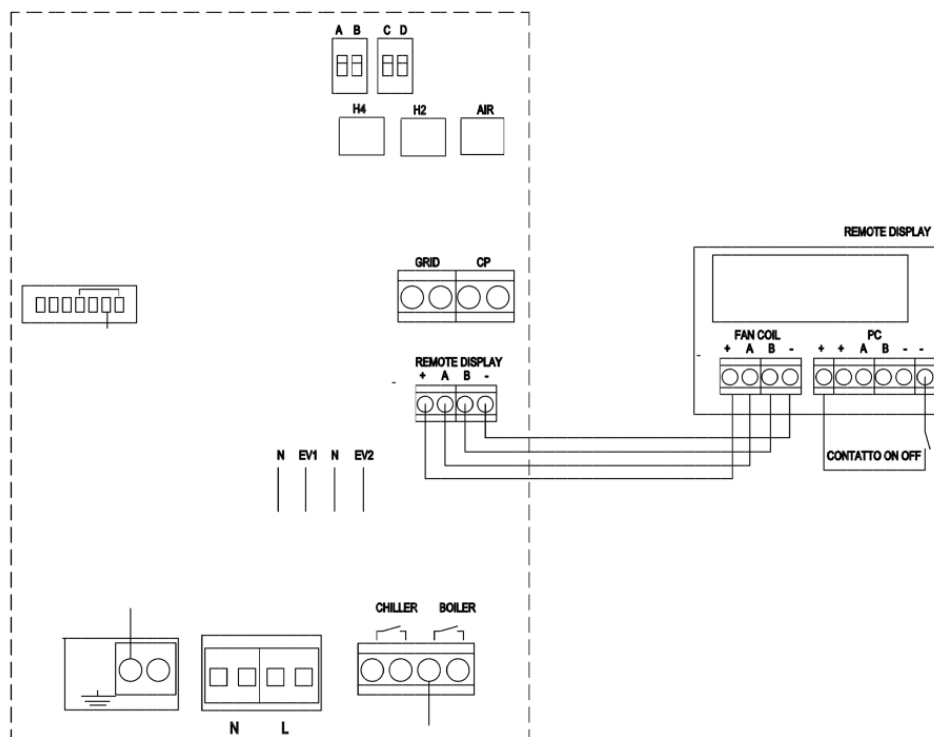 A B C D
H4 H2 AIR
REMOTE DISPLAY
GRID CP
FAN COIL PC
+ A B - + + A B - -
REMOTE DISPLAY
+ A B -
N EV1 N EV2
CONTATTO ON OFF
CHILLER BOILER
N L